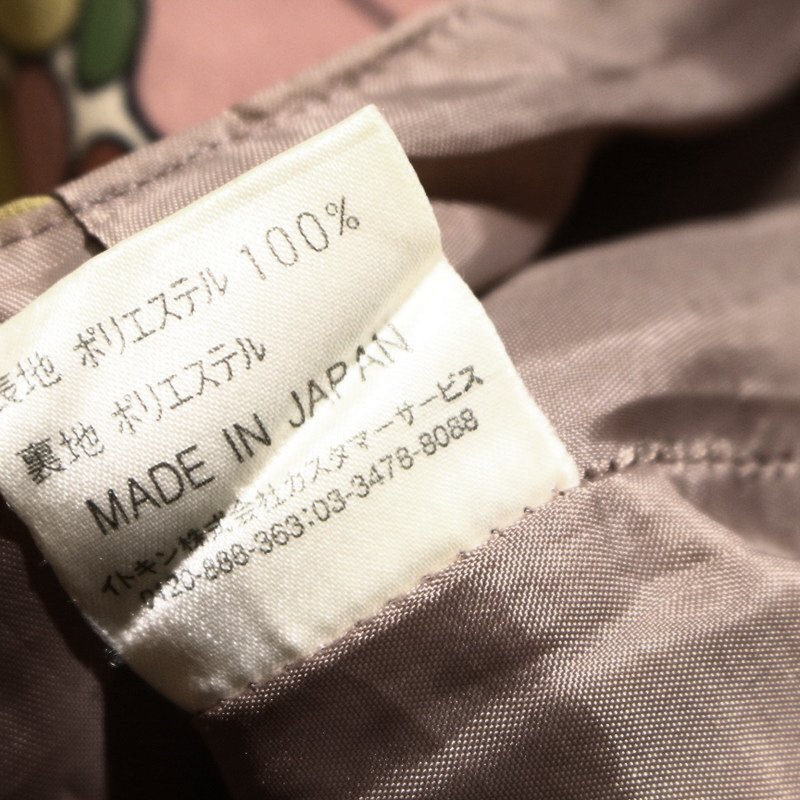 表地 ポリエステル 100%
裏地 ポリエステル
MADE IN JAPAN
イトキン株式会社カスタマーサービス
0120-888-363:03-3478-8088